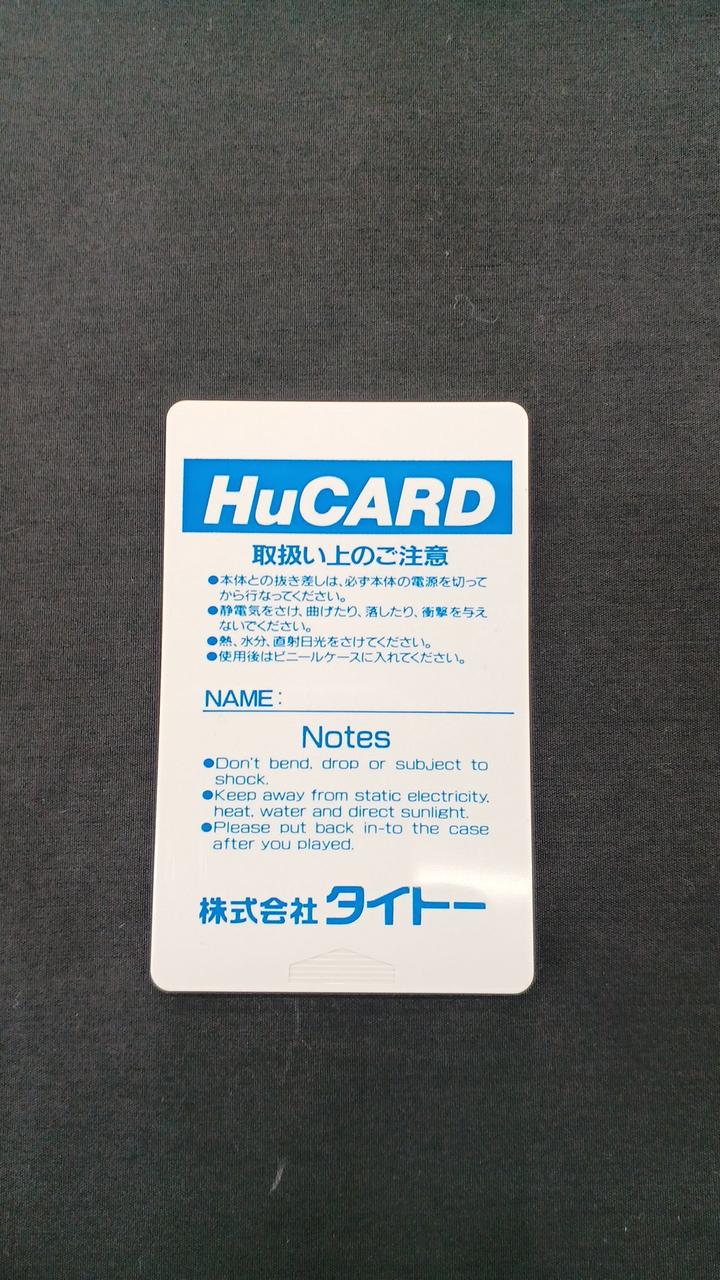 HuCARD
取扱い上のご注意
●本体との抜き差しは、必ず本体の電源を切って
から行なってください。
●静電気をさけ、曲げたり、落したり、衝撃を与え
ないでください。
●熱、水分、直射日光をさけてください。
●使用後はビニールケースに入れてください。
NAME:
Notes
●Don't bend, drop or subject to
shock.
●Keep away from static electricity,
heat, water and direct sunlight.
●Please put back in-to the case
after you played.
株式会社タイトー